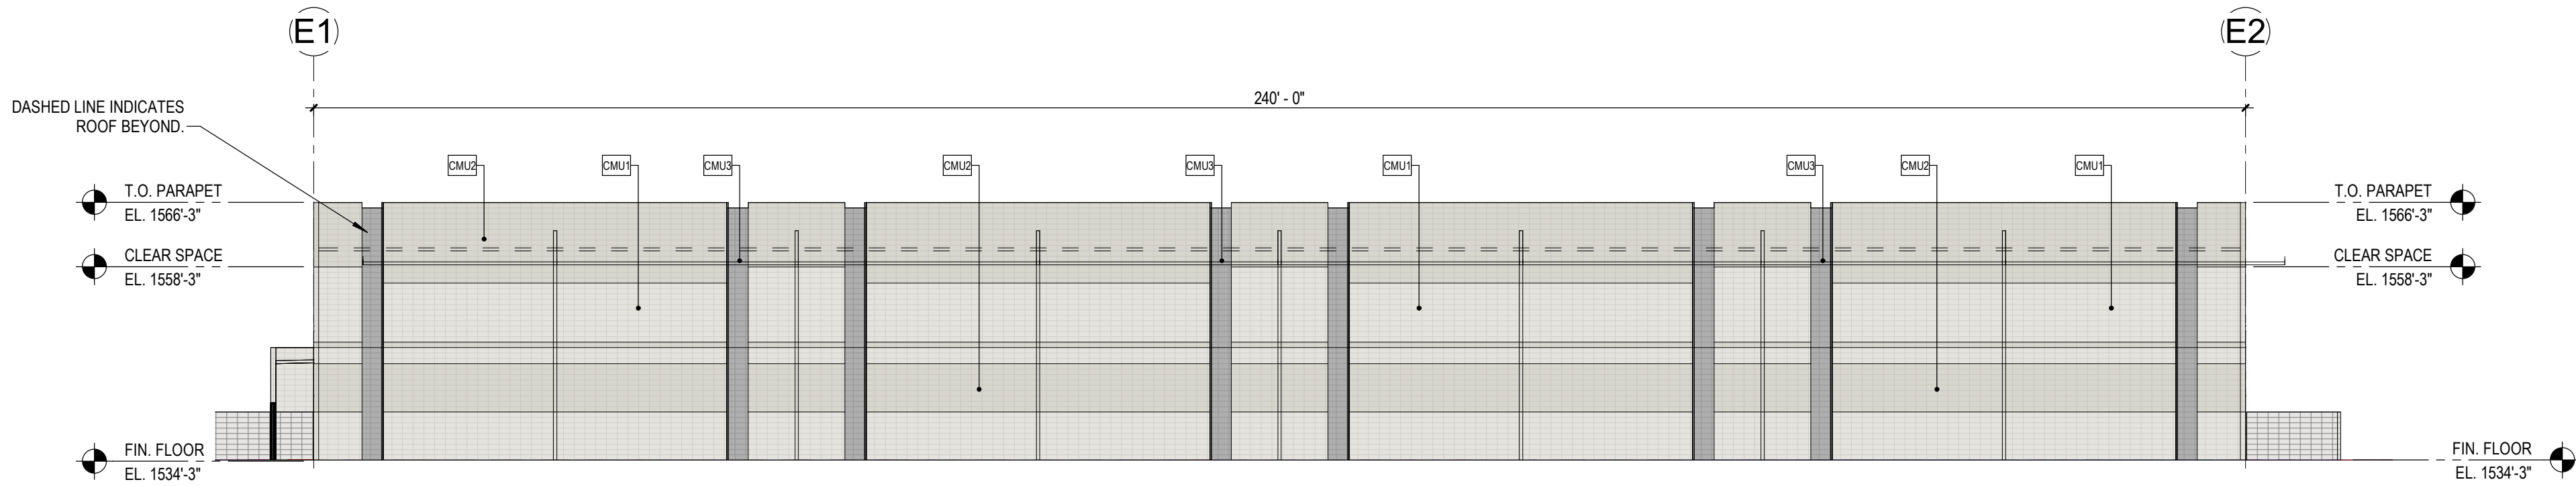 E1
E2
240' - 0"
DASHED LINE INDICATES
ROOF BEYOND.
CMU2
CMU1
CMU3
CMU2
CMU3
CMU1
CMU3
CMU2
CMU1
T.O. PARAPET
EL. 1566'-3"
T.O. PARAPET
EL. 1566'-3"
CLEAR SPACE
EL. 1558'-3"
CLEAR SPACE
EL. 1558'-3"
FIN. FLOOR
EL. 1534'-3"
FIN. FLOOR
EL. 1534'-3"